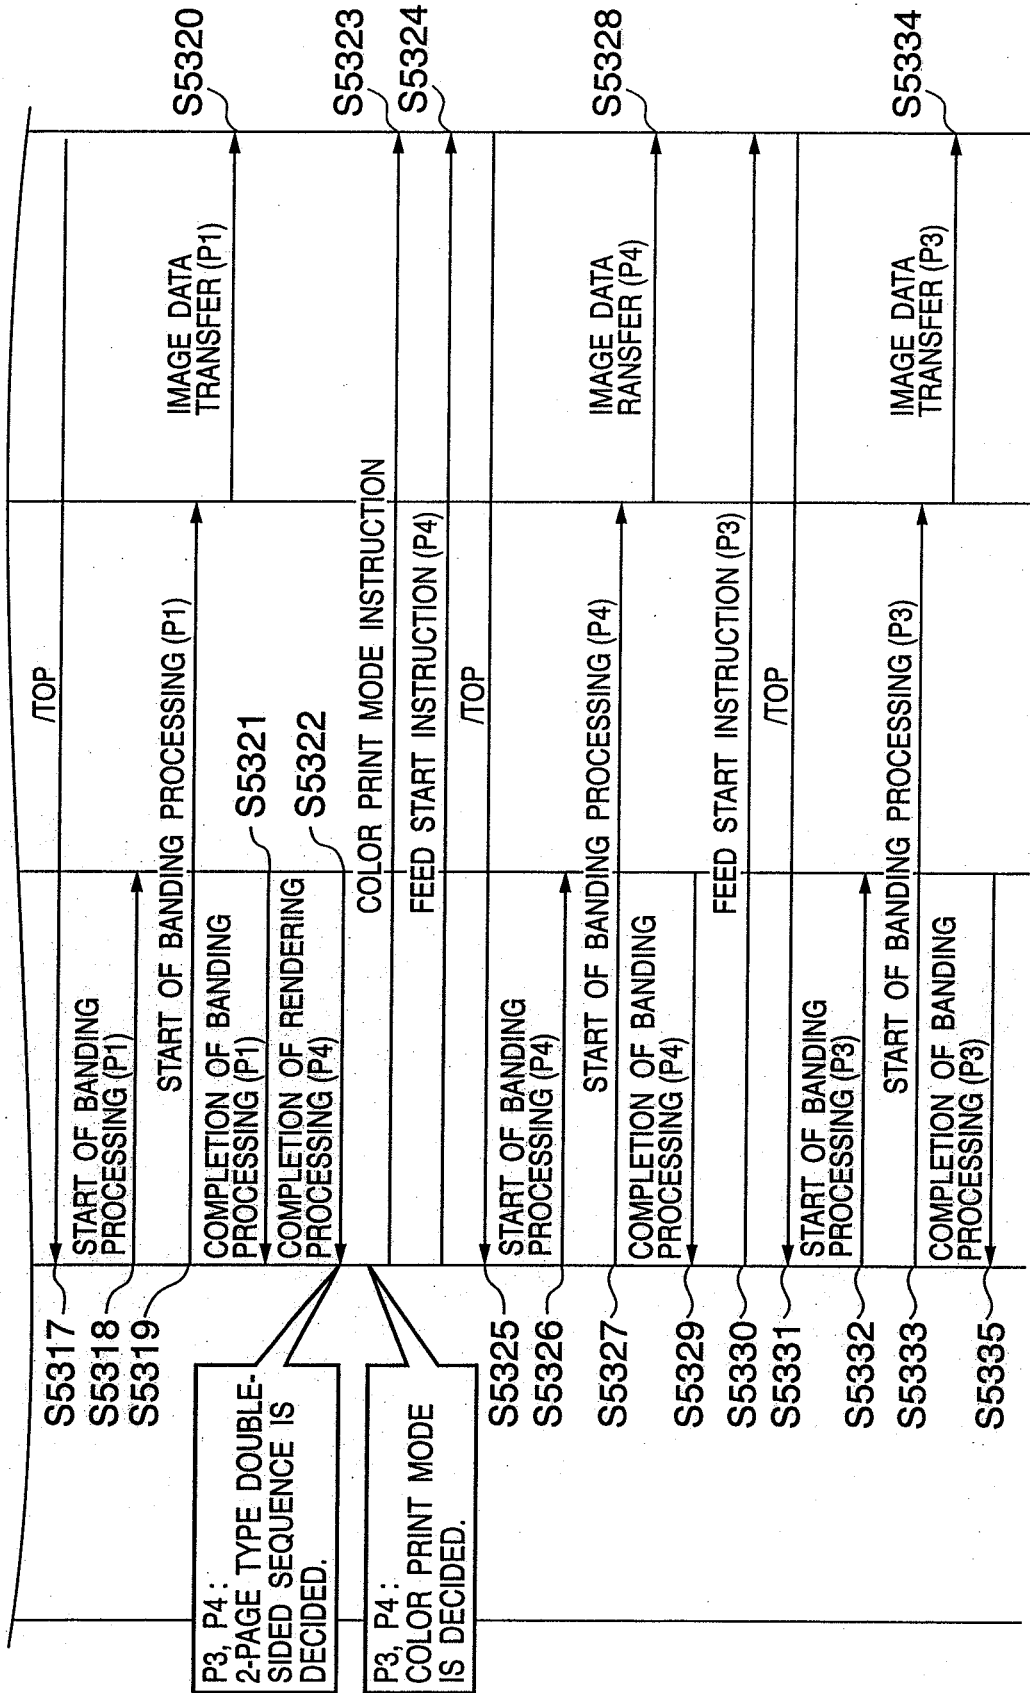 /TOP
S5317
START OF BANDING
PROCESSING (P1)
S5318
START OF BANDING PROCESSING (P1)
S5319
IMAGE DATA
TRANSFER (P1)
S5320
COMPLETION OF BANDING
PROCESSING (P1)
S5321
COMPLETION OF RENDERING
PROCESSING (P4)
S5322
P3, P4 :
2-PAGE TYPE DOUBLE-
SIDED SEQUENCE IS
DECIDED.
P3, P4 :
COLOR PRINT MODE
IS DECIDED.
COLOR PRINT MODE INSTRUCTION
S5323
FEED START INSTRUCTION (P4)
S5324
/TOP
S5325
START OF BANDING
PROCESSING (P4)
S5326
START OF BANDING PROCESSING (P4)
S5327
IMAGE DATA
RANSFER (P4)
S5328
COMPLETION OF BANDING
PROCESSING (P4)
S5329
FEED START INSTRUCTION (P3)
S5330
/TOP
S5331
START OF BANDING
PROCESSING (P3)
S5332
START OF BANDING PROCESSING (P3)
S5333
IMAGE DATA
TRANSFER (P3)
S5334
COMPLETION OF BANDING
PROCESSING (P3)
S5335